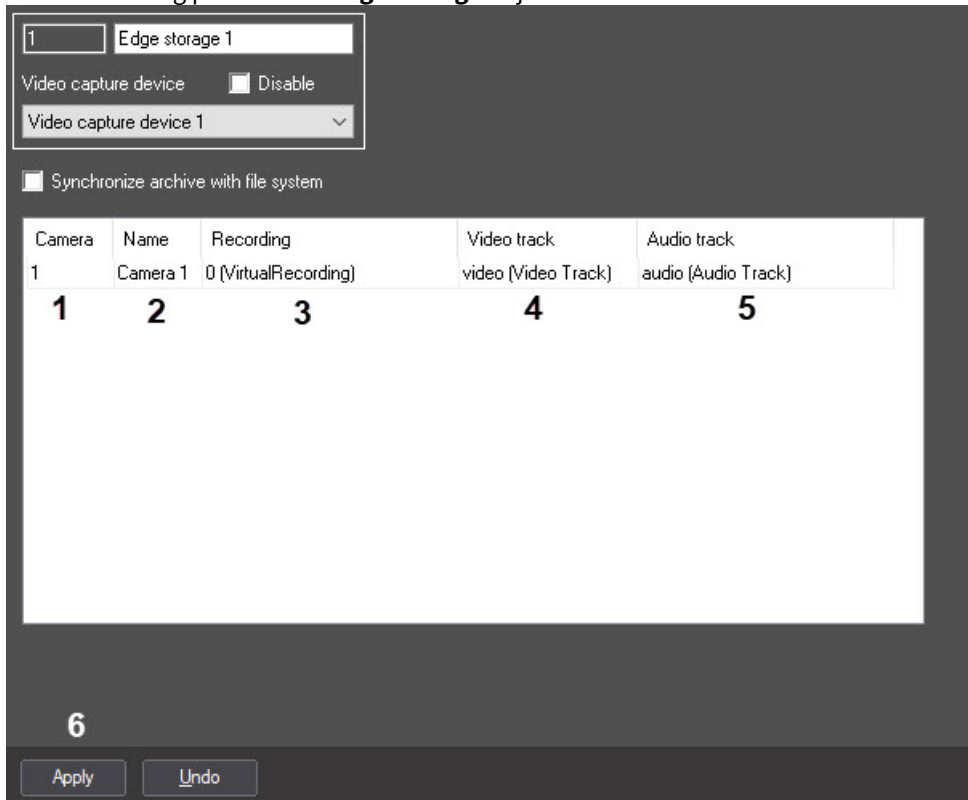 1 Edge storage 1
Video capture device Disable
Video capture device 1
Synchronize archive with file system
Camera Name Recording Video track Audio track
1 Camera 1 0 (VirtualRecording) video (Video Track) audio (Audio Track)
1 2 3 4 5
6
Apply Undo